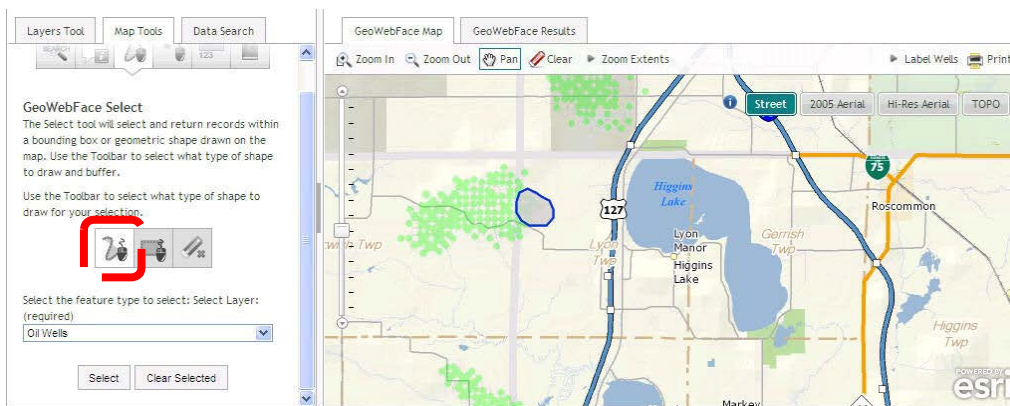 Layers Tool
Map Tools
Data Search
SEARCH
123
GeoWebFace Select
The Select tool will select and return records within
a bounding box or geometric shape drawn on the
map. Use the Toolbar to select what type of shape
to draw and buffer.
Use the Toolbar to select what type of shape to
draw for your selection.
Select the feature type to select: Select Layer:
(required)
Oil Wells
Select
Clear Selected
GeoWebFace Map
GeoWebFace Results
Zoom In
Zoom Out
Pan
Clear
Zoom Extents
Label Wells
Print
Street
2005 Aerial
Hi-Res Aerial
TOPO
75
Higgins
Lake
127
Roscommon
Lyon
Manor
Gerrish
Twp
Lyon
Twp
Twp
Higgins
Lake
Higgins
Twp
POWERED BY
esri
Markey